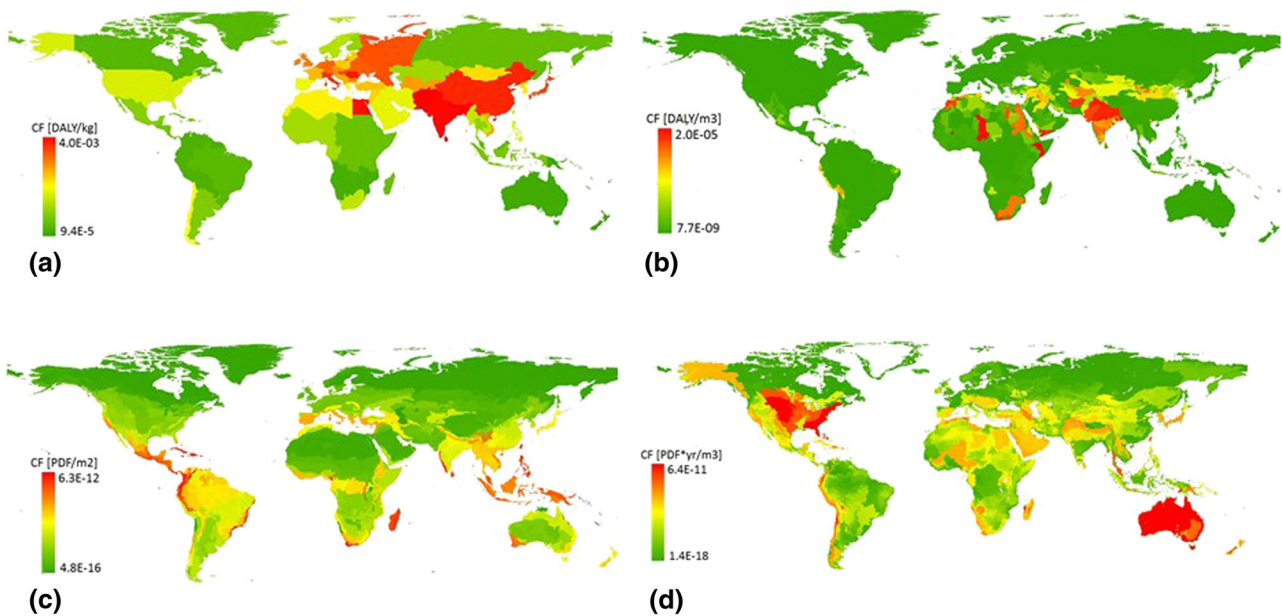 CF [DALY/kg]
4.0E-03
9.4E-5
(a)
CF [DALY/m3]
2.0E-05
7.7E-09
(b)
CF [PDF/m2]
6.3E-12
4.8E-16
(c)
CF [PDF*yr/m3]
6.4E-11
1.4E-18
(d)